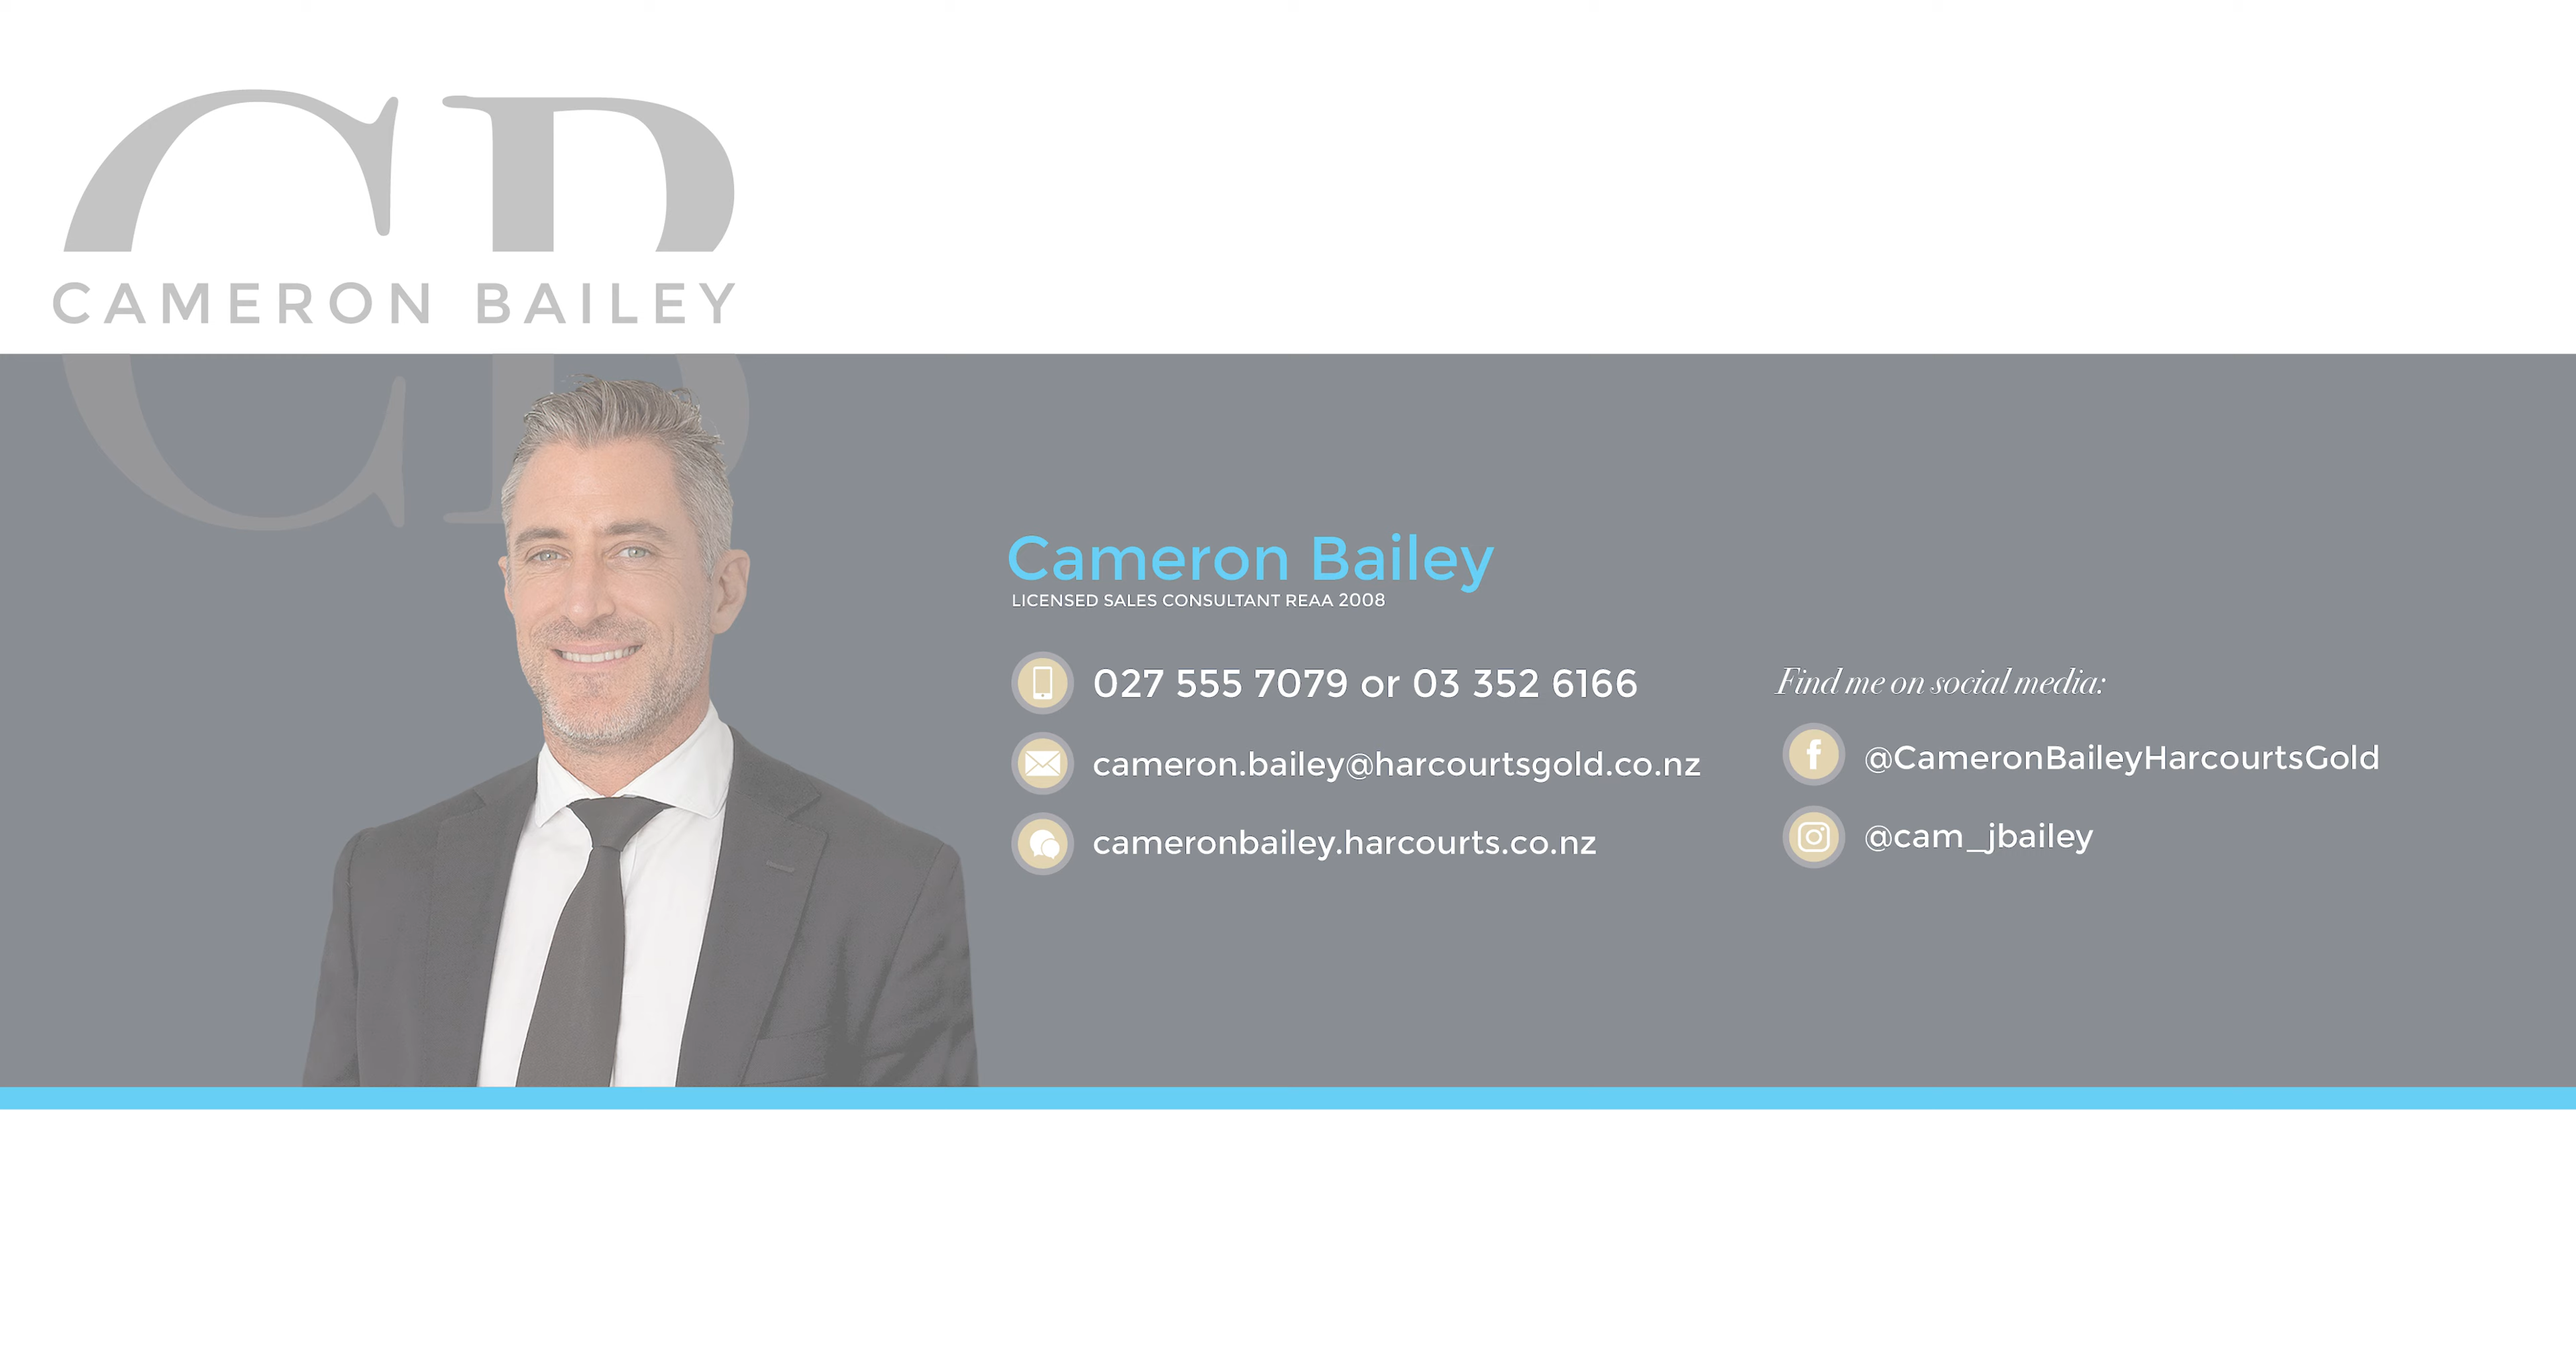 CB
CAMERON BAILEY
Cameron Bailey
LICENSED SALES CONSULTANT REAA 2008
027 555 7079 or 03 352 6166
cameron.bailey@harcourtsgold.co.nz
cameronbailey.harcourts.co.nz
Find me on social media:
@CameronBaileyHarcourtsGold
@cam_jbailey